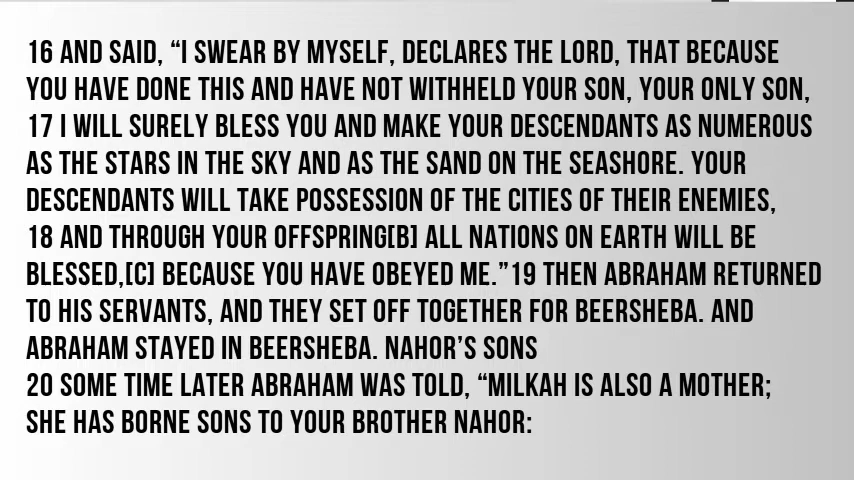 16 AND SAID, “I SWEAR BY MYSELF, DECLARES THE LORD, THAT BECAUSE
YOU HAVE DONE THIS AND HAVE NOT WITHHELD YOUR SON, YOUR ONLY SON,
17 I WILL SURELY BLESS YOU AND MAKE YOUR DESCENDANTS AS NUMEROUS
AS THE STARS IN THE SKY AND AS THE SAND ON THE SEASHORE. YOUR
DESCENDANTS WILL TAKE POSSESSION OF THE CITIES OF THEIR ENEMIES,
18 AND THROUGH YOUR OFFSPRING[B] ALL NATIONS ON EARTH WILL BE
BLESSED,[C] BECAUSE YOU HAVE OBEYED ME.”19 THEN ABRAHAM RETURNED
TO HIS SERVANTS, AND THEY SET OFF TOGETHER FOR BEERSHEBA. AND
ABRAHAM STAYED IN BEERSHEBA. NAHOR’S SONS
20 SOME TIME LATER ABRAHAM WAS TOLD, “MILKAH IS ALSO A MOTHER;
SHE HAS BORNE SONS TO YOUR BROTHER NAHOR: